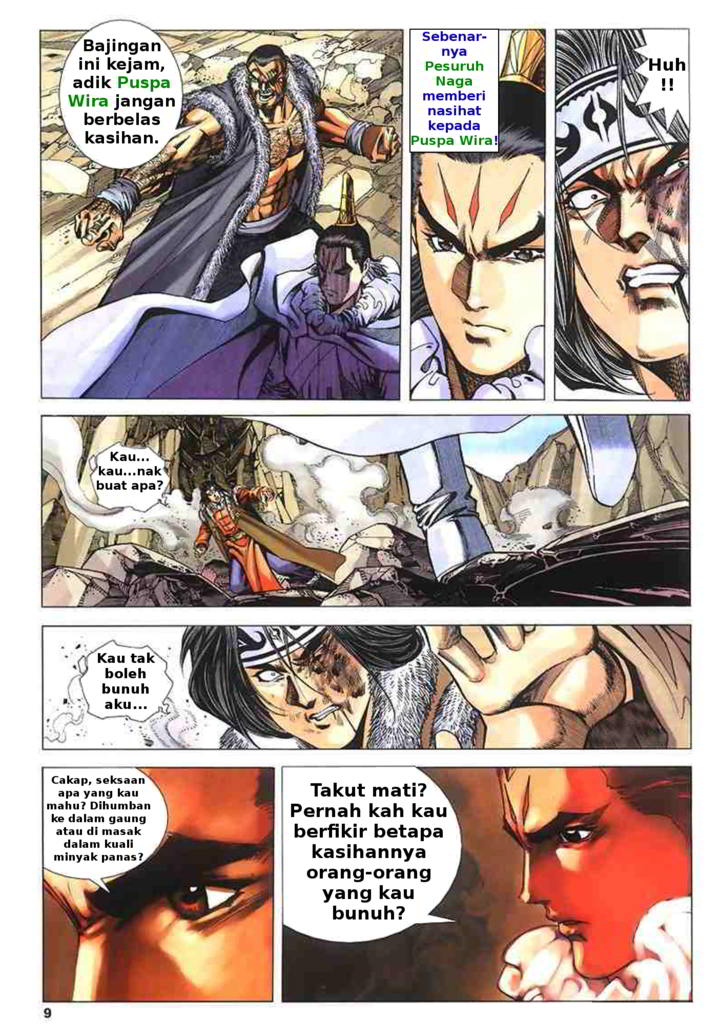 Bajingan
ini kejam,
adik Puspa
Wira jangan
berbelas
kasihan.
Sebenar-
nya
Pesuruh
Naga
memberi
nasihat
kepada
Puspa Wira!
Huh
!!
Kau...
kau...nak
buat apa?
Kau tak
boleh
bunuh
aku...
Cakap, seksaan
apa yang kau
mahu? Dihumban
ke dalam gaung
atau di masak
dalam kuali
minyak panas?
Takut mati?
Pernah kah kau
berfikir betapa
kasihannya
orang-orang
yang kau
bunuh?
9